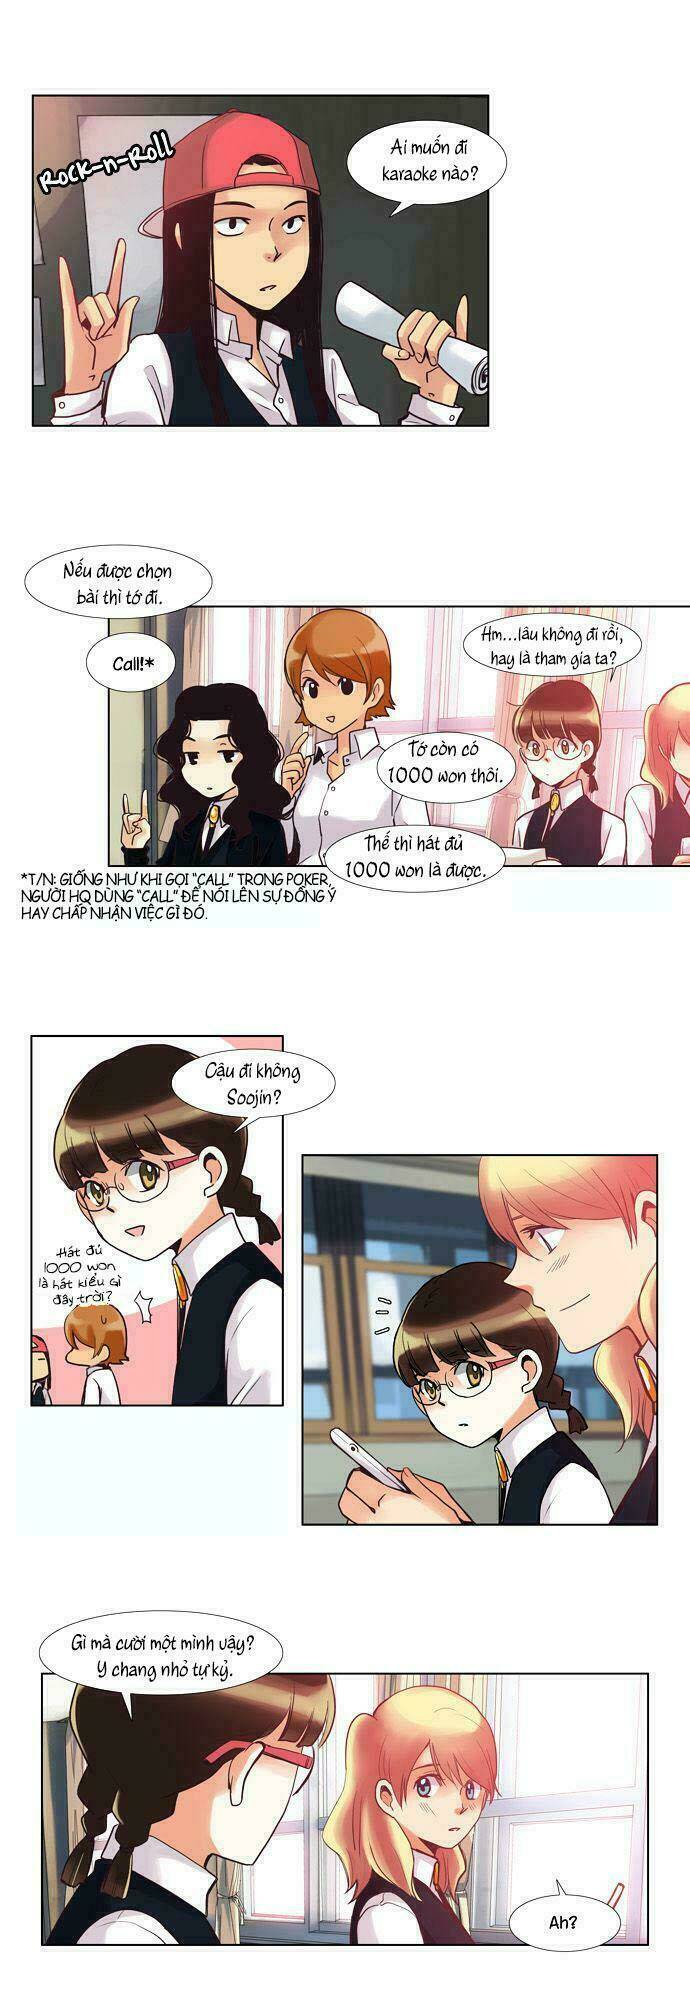 Rock-n-Roll
Ai muốn đi
karaoke nào?
Nếu được chọn
bài thì tớ đi.
Call!*
Hm...lâu không đi rồi,
hay là tham gia ta?
Tớ còn có
1000 won thôi.
Thế thì hát đủ
1000 won là được.
*T/N: GIỐNG NHƯ KHI GỌI "CALL" TRONG POKER,
NGƯỜI HQ DÙNG "CALL" ĐỂ NÓI LÊN SỰ ĐỒNG Ý
HAY CHẤP NHẬN VIỆC GÌ ĐÓ.
Cậu đi không
Soojin?
Hát đủ
1000 won
là hát kiểu gì
đây trời?
Gì mà cười một mình vậy?
Y chang nhỏ tự kỷ.
Ah?